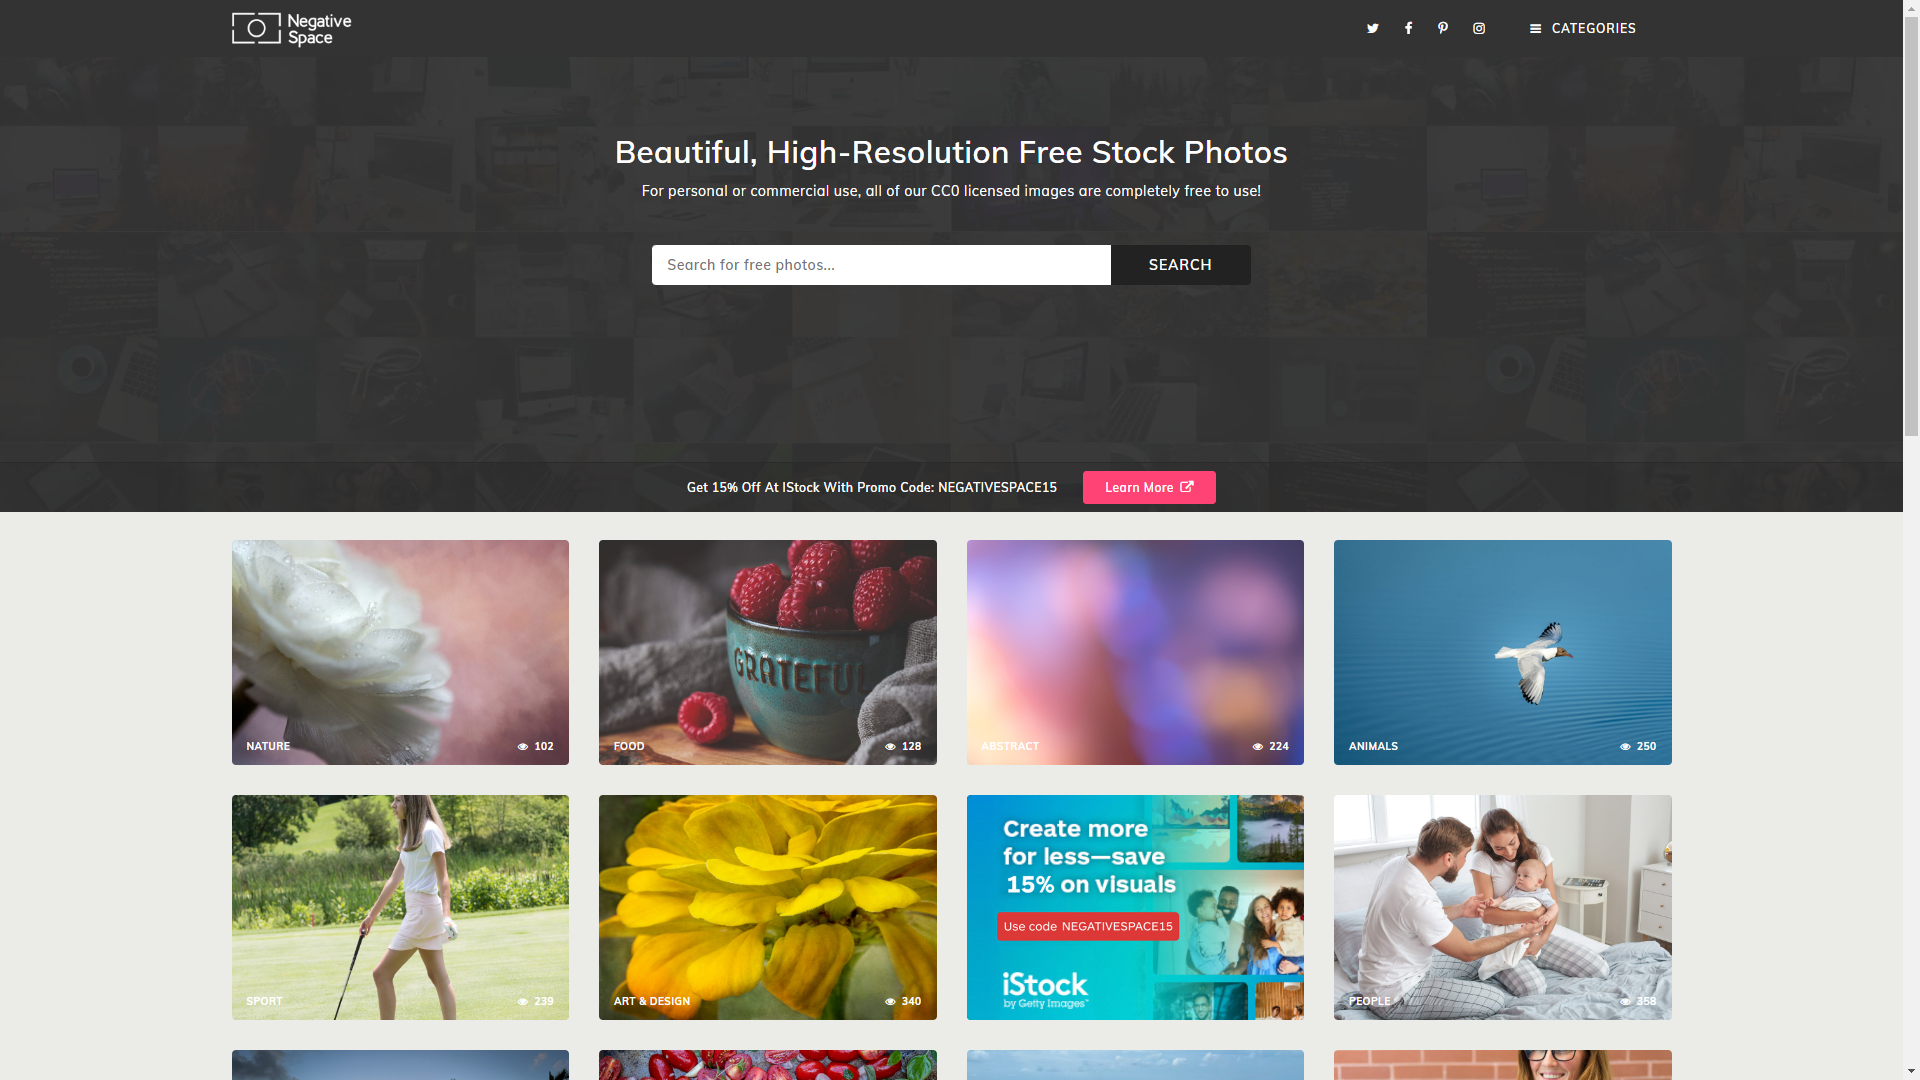 Negative
Space
CATEGORIES
Beautiful, High-Resolution Free Stock Photos
For personal or commercial use, all of our CC0 licensed images are completely free to use!
Search for free photos...
SEARCH
Get 15% Off At IStock With Promo Code: NEGATIVESPACE15
Learn More
GRATEFUL
NATURE
102
FOOD
128
ABSTRACT
224
ANIMALS
250
Create more
for less—save
15% on visuals
Use code NEGATIVESPACE15
iStock
by Getty Images™
SPORT
239
ART & DESIGN
340
PEOPLE
358